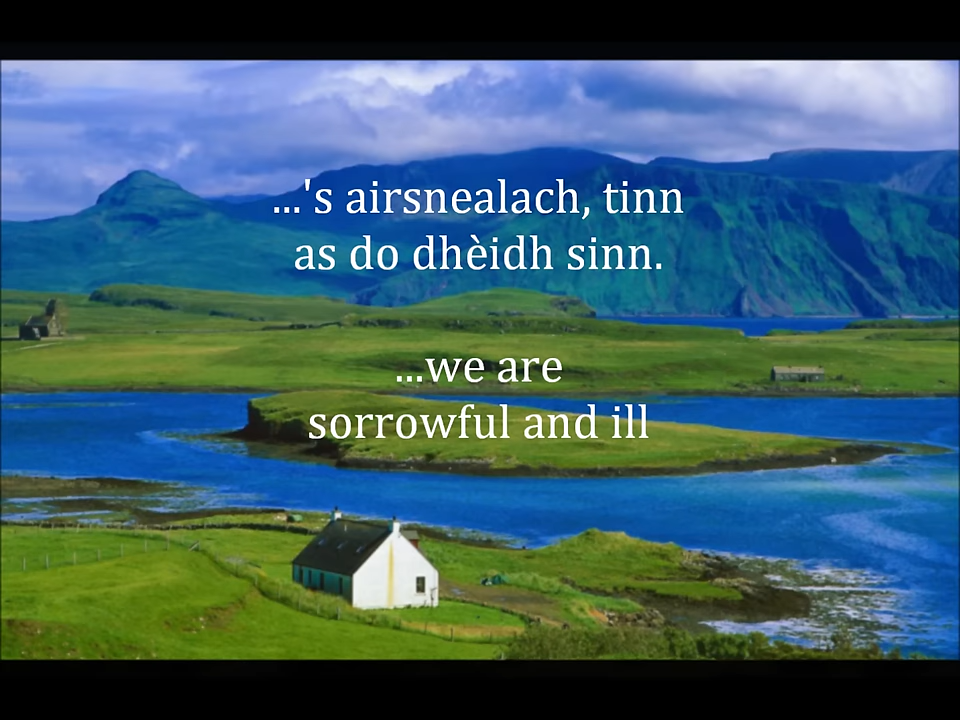 ...'s airsnealach, tinn
as do dhèidh sinn.
...we are
sorrowful and ill